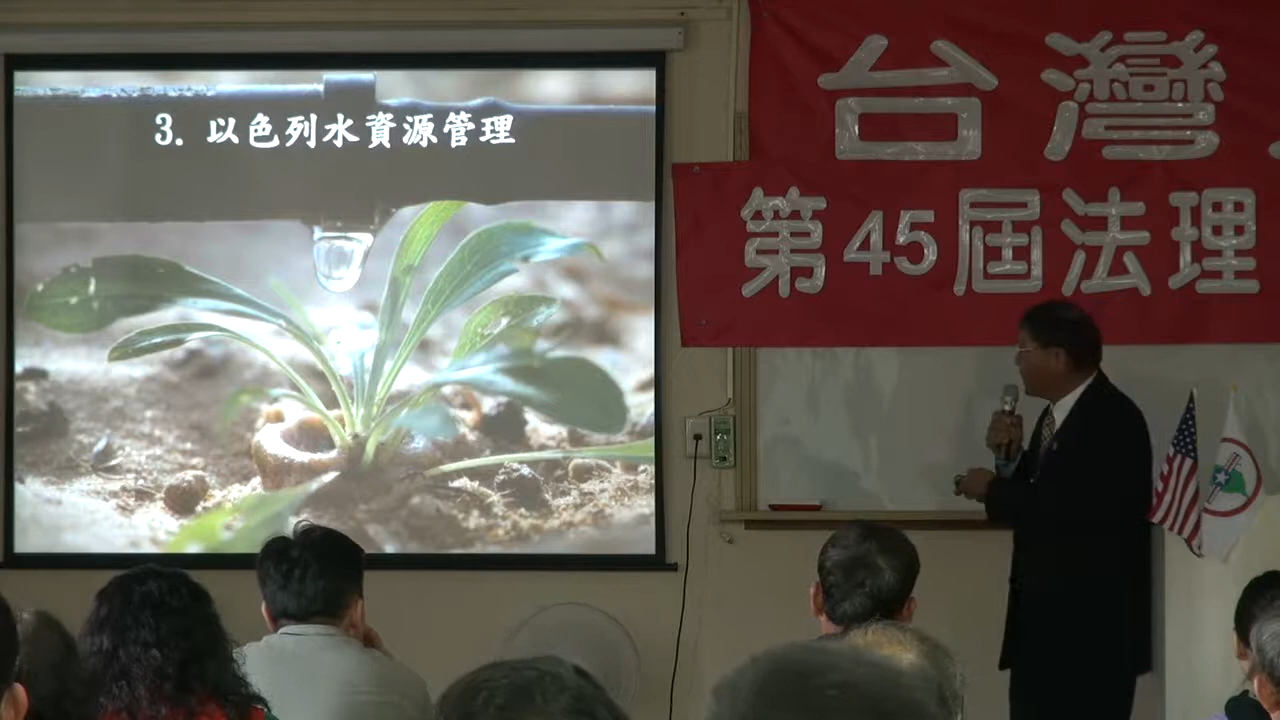 3. 以色列水資源管理
台灣
第45屆法理